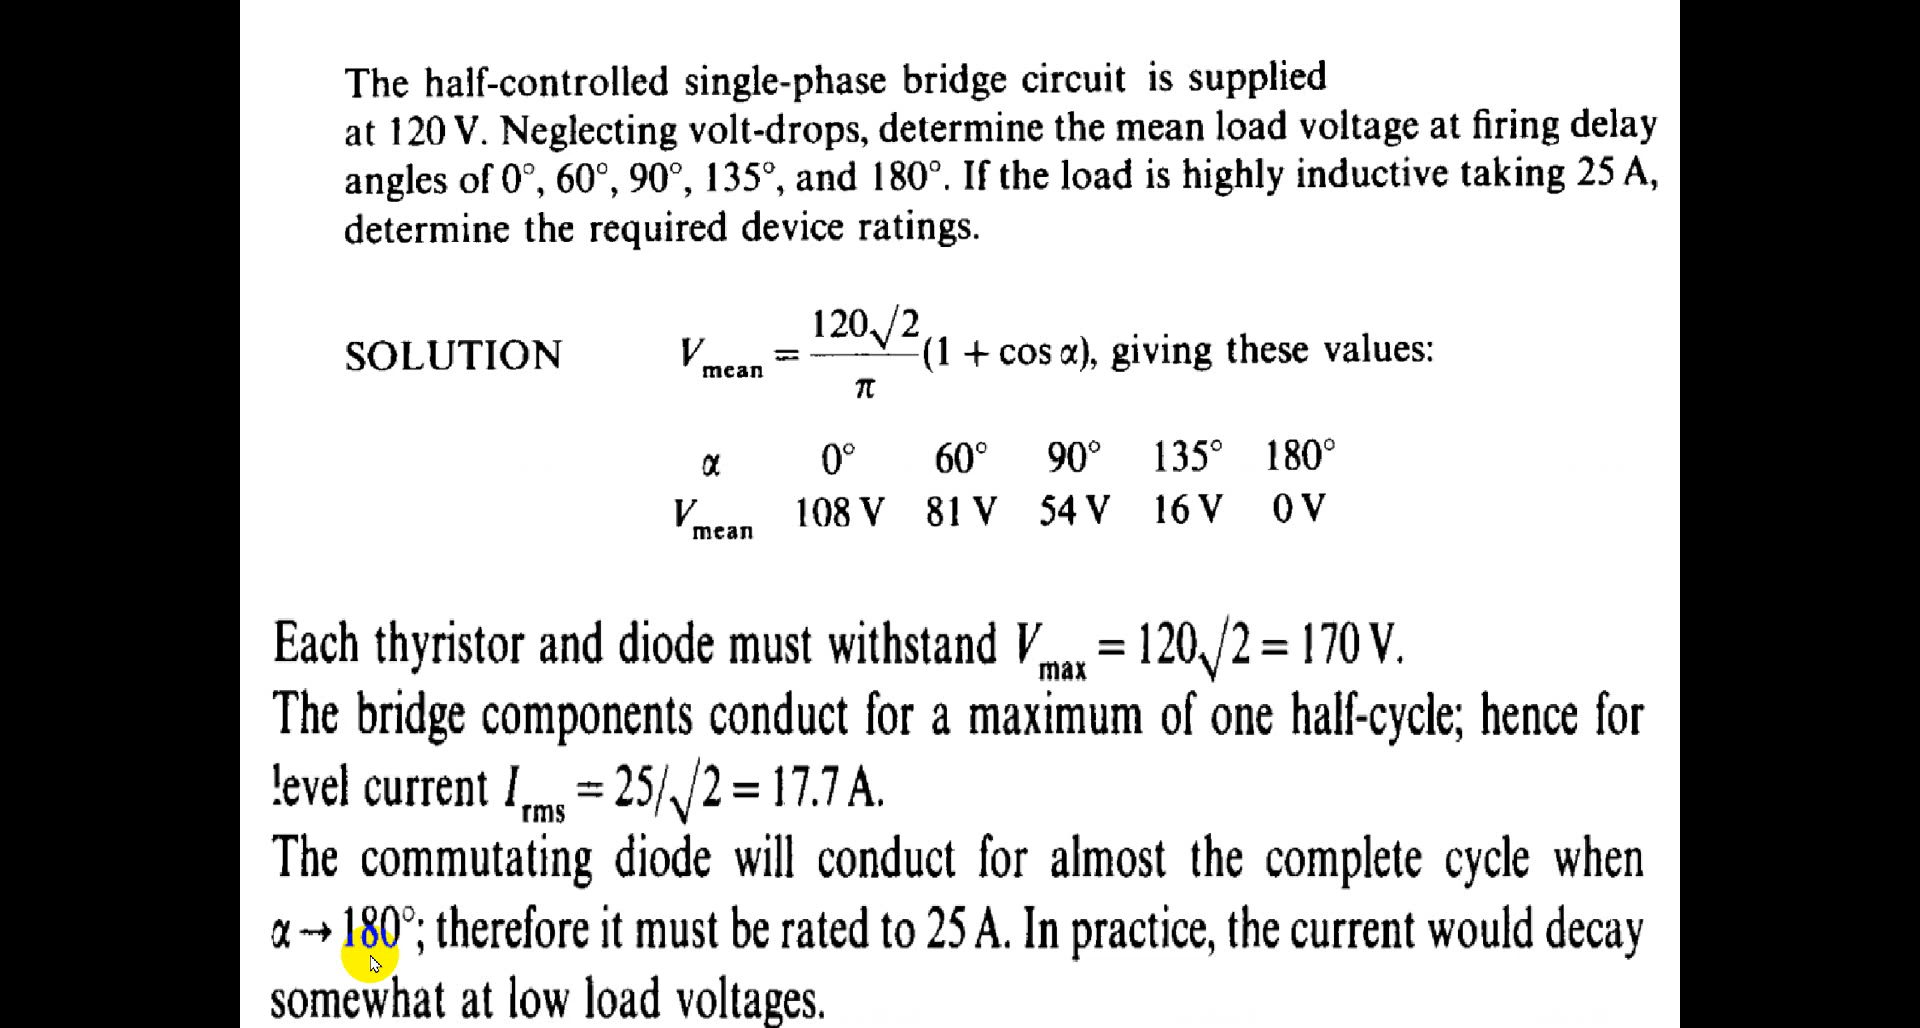 The half-controlled single-phase bridge circuit is supplied
at 120 V. Neglecting volt-drops, determine the mean load voltage at firing delay
angles of 0°, 60°, 90°, 135°, and 180°. If the load is highly inductive taking 25 A,
determine the required device ratings.
SOLUTION V_mean = 120√2/π (1 + cos α), giving these values:
α 0° 60° 90° 135° 180°
V_mean 108 V 81 V 54 V 16 V 0 V
Each thyristor and diode must withstand V_max = 120√2 = 170 V.
The bridge components conduct for a maximum of one half-cycle; hence for
level current I_rms = 25/√2 = 17.7 A.
The commutating diode will conduct for almost the complete cycle when
α → 180°; therefore it must be rated to 25 A. In practice, the current would decay
somewhat at low load voltages.